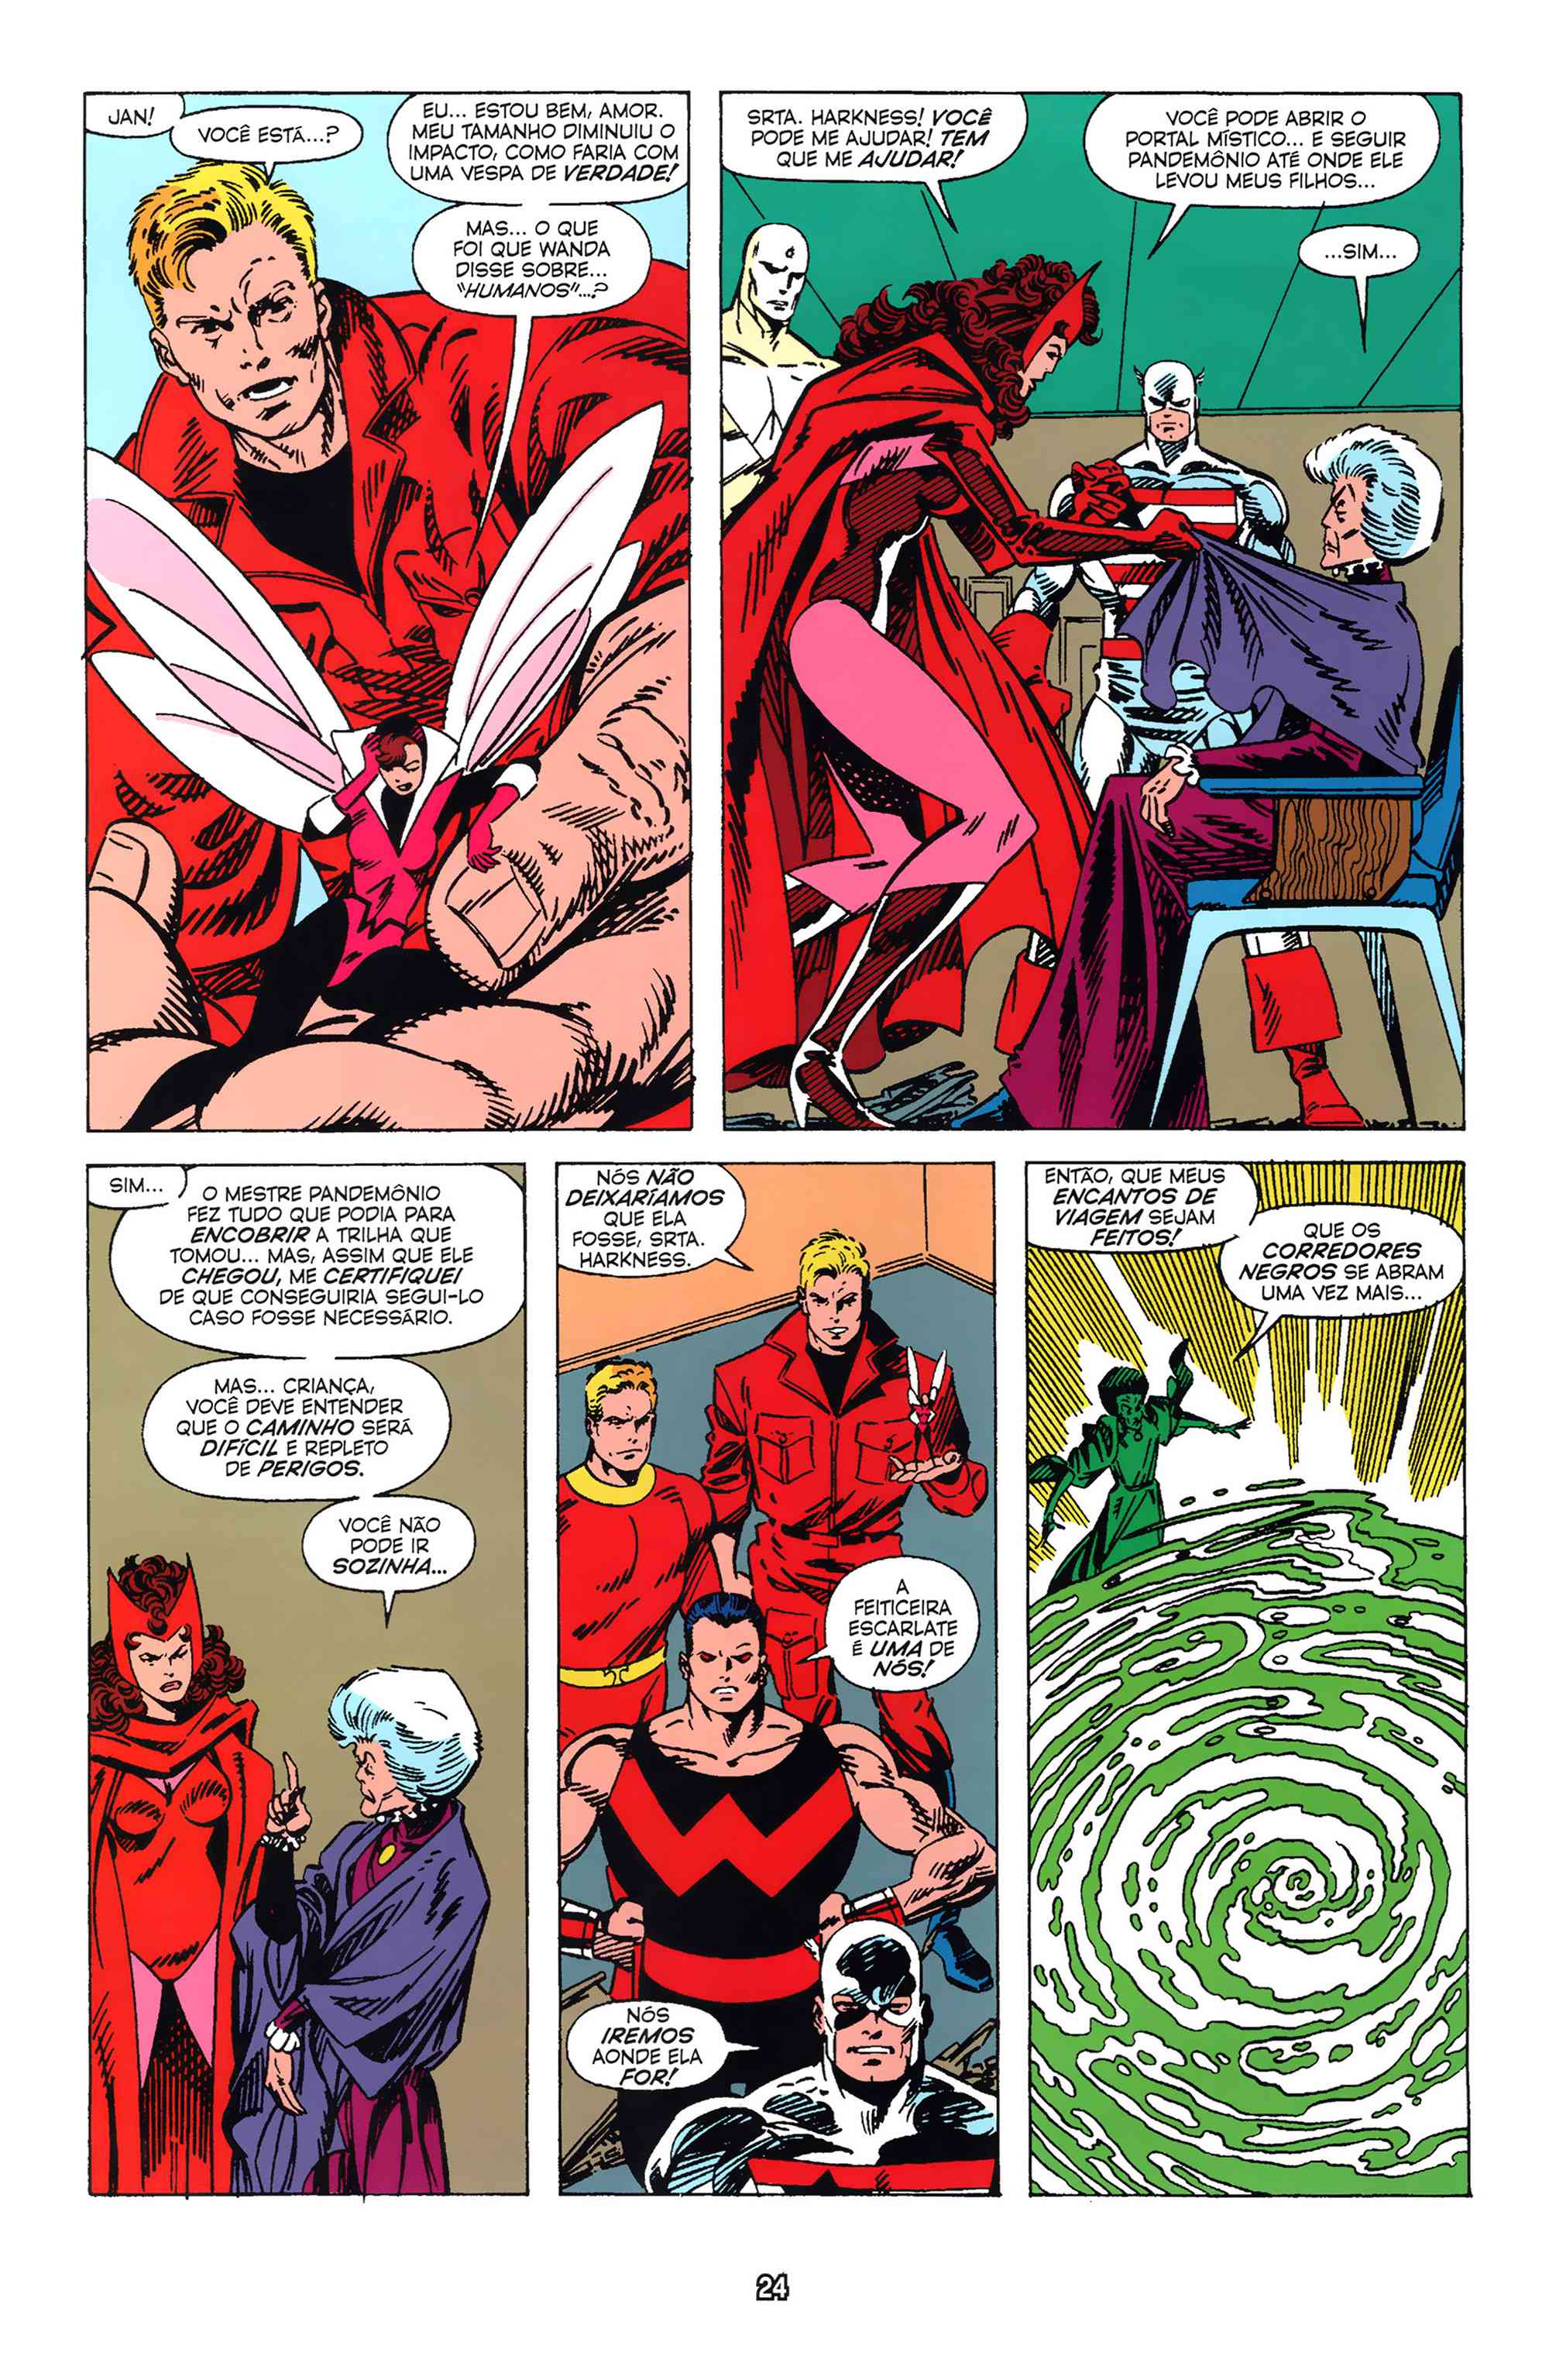 JAN!
VOCÊ ESTÁ...?
EU... ESTOU BEM, AMOR.
MEU TAMANHO DIMINUIU O
IMPACTO, COMO FARIA COM
UMA VESPA DE VERDADE!
MAS... O QUE
FOI QUE WANDA
DISSE SOBRE...
"HUMANOS"...?
SRTA. HARKNESS! VOCÊ
PODE ME AJUDAR! TEM
QUE ME AJUDAR!
VOCÊ PODE ABRIR O
PORTAL MÍSTICO... E SEGUIR
PANDEMÔNIO ATÉ ONDE ELE
LEVOU MEUS FILHOS...
...SIM...
SIM...
O MESTRE PANDEMÔNIO
FEZ TUDO QUE PODIA PARA
ENCOBRIR A TRILHA QUE
TOMOU... MAS, ASSIM QUE ELE
CHEGOU, ME CERTIFIQUEI
DE QUE CONSEGUIRIA SEGUI-LO
CASO FOSSE NECESSÁRIO.
MAS... CRIANÇA,
VOCÊ DEVE ENTENDER
QUE O CAMINHO SERÁ
DIFÍCIL E REPLETO
DE PERIGOS.
VOCÊ NÃO
PODE IR
SOZINHA...
NÓS NÃO
DEIXARÍAMOS
QUE ELA
FOSSE, SRTA.
HARKNESS.
A
FEITICEIRA
ESCARLATE
É UMA DE
NÓS!
NÓS
IREMOS
AONDE ELA
FOR!
ENTÃO, QUE MEUS
ENCANTOS DE
VIAGEM SEJAM
FEITOS!
QUE OS
CORREDORES
NEGROS SE ABRAM
UMA VEZ MAIS...
24